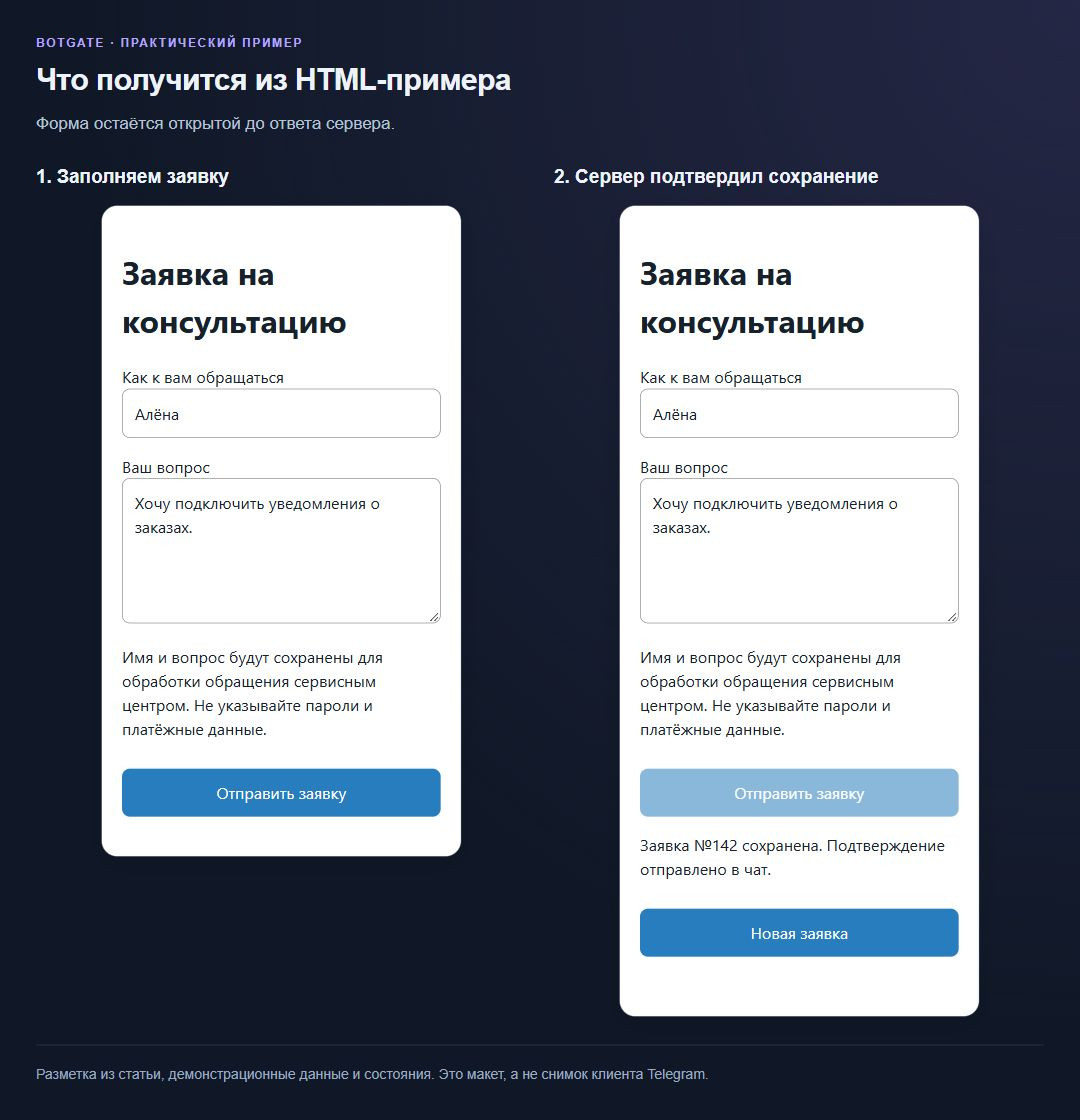 BOTGATE · ПРАКТИЧЕСКИЙ ПРИМЕР
Что получится из HTML-примера
Форма остаётся открытой до ответа сервера.
1. Заполняем заявку
Заявка на
консультацию
Как к вам обращаться
Алёна
Ваш вопрос
Хочу подключить уведомления о
заказах.
Имя и вопрос будут сохранены для
обработки обращения сервисным
центром. Не указывайте пароли и
платёжные данные.
Отправить заявку
2. Сервер подтвердил сохранение
Заявка на
консультацию
Как к вам обращаться
Алёна
Ваш вопрос
Хочу подключить уведомления о
заказах.
Имя и вопрос будут сохранены для
обработки обращения сервисным
центром. Не указывайте пароли и
платёжные данные.
Отправить заявку
Заявка №142 сохранена. Подтверждение
отправлено в чат.
Новая заявка
Разметка из статьи, демонстрационные данные и состояния. Это макет, а не снимок клиента Telegram.